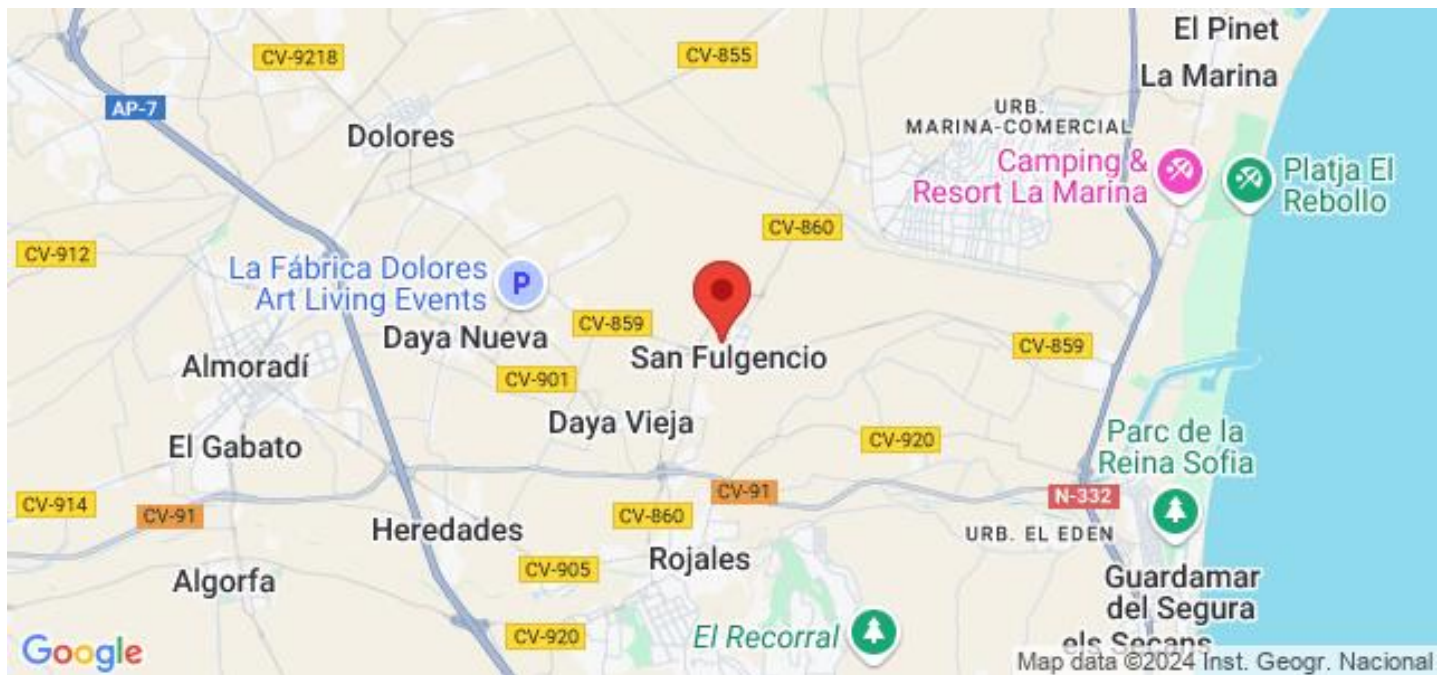 El Pinet
CV-9218
CV-855
La Marina
AP-7
URB.
MARINA-COMERCIAL
Dolores
Camping &
Resort La Marina
Platja El
Rebollo
CV-860
CV-912
La Fábrica Dolores
Art Living Events
P
CV-859
Daya Nueva
San Fulgencio
CV-859
Almoradí
CV-901
Daya Vieja
El Gabato
CV-920
Parc de la
Reina Sofia
CV-914
CV-91
CV-91
N-332
CV-860
Heredades
URB. EL EDEN
Rojales
CV-905
Algorfa
Guardamar
del Segura
CV-920
El Recorral
els Secans
Google
Map data ©2024 Inst. Geogr. Nacional